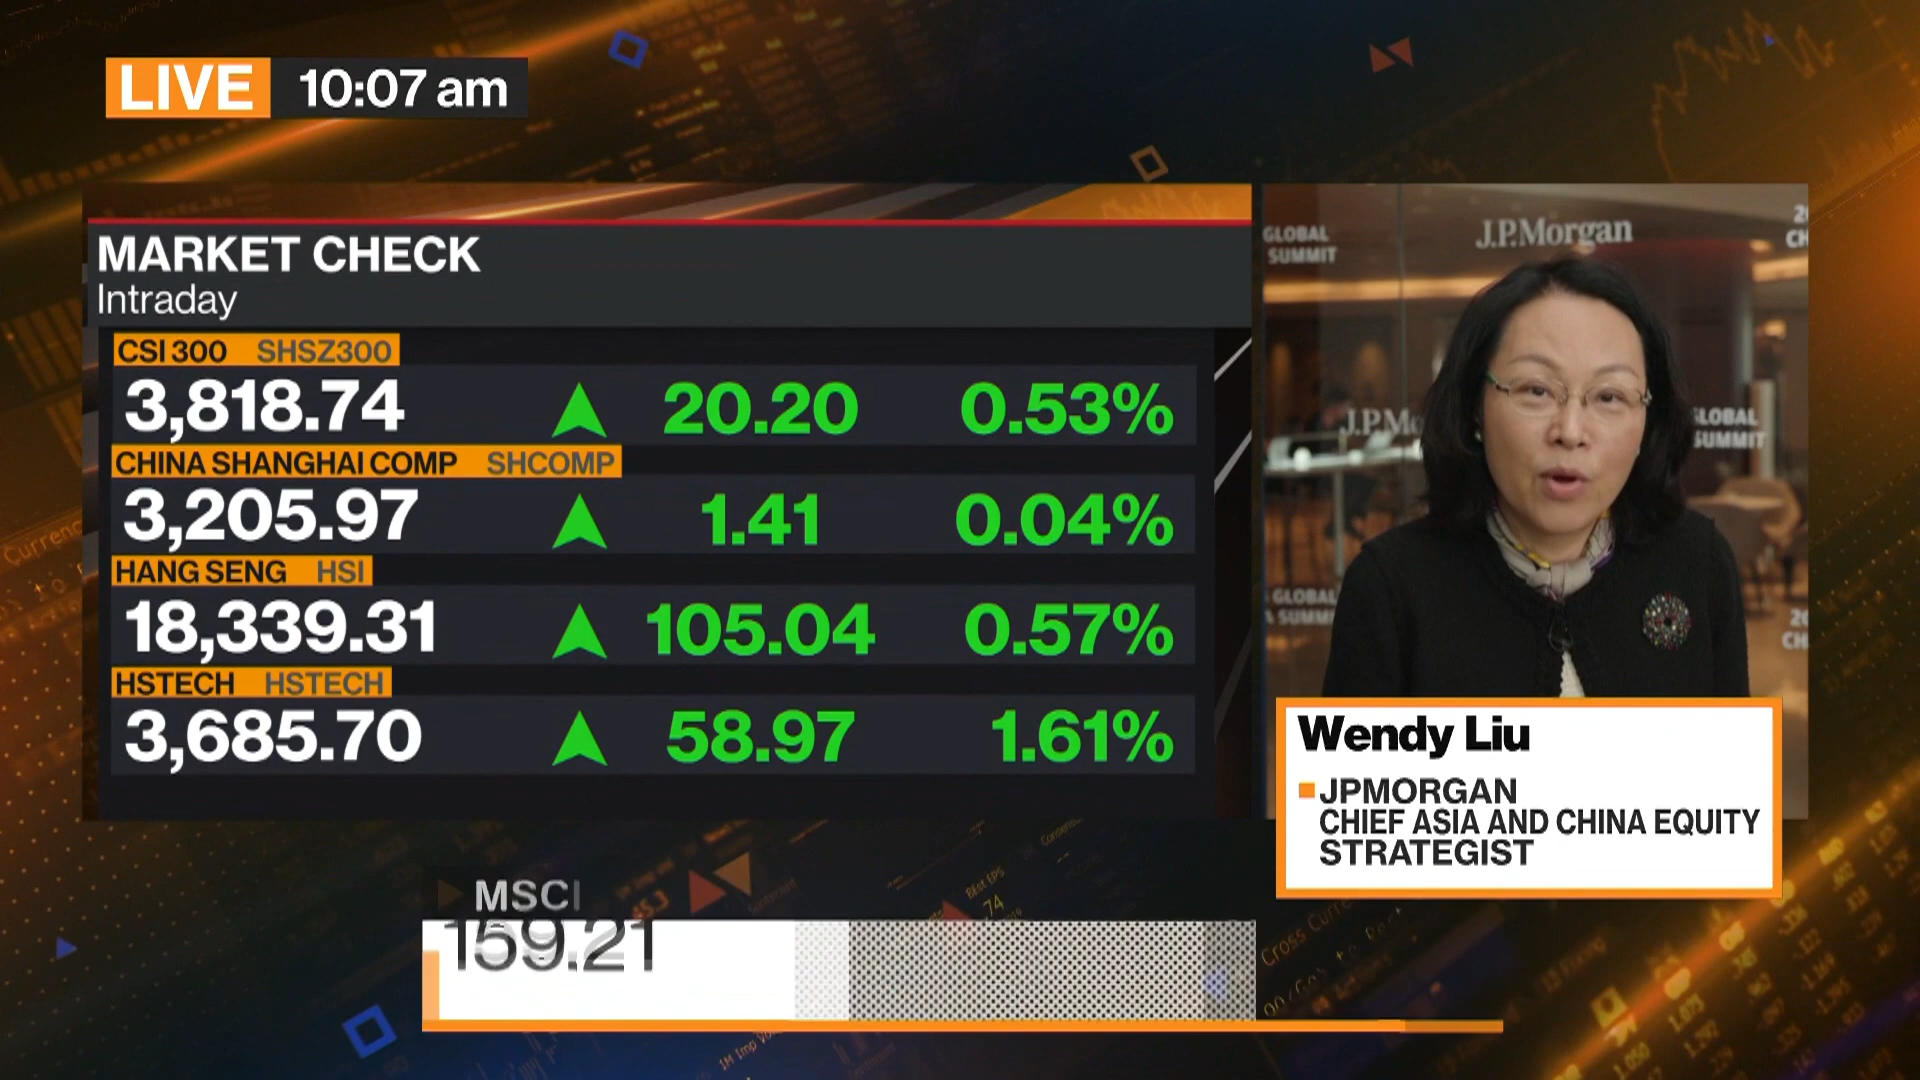 LIVE 10:07 am
MARKET CHECK
Intraday
CSI 300 SHSZ300
3,818.74 20.20 0.53%
CHINA SHANGHAI COMP SHCOMP
3,205.97 1.41 0.04%
HANG SENG HSI
18,339.31 105.04 0.57%
HSTECH HSTECH
3,685.70 58.97 1.61%
GLOBAL
SUMMIT
J.P.Morgan
GLOBAL
SUMMIT
GLOBAL
Wendy Liu
JPMORGAN
CHIEF ASIA AND CHINA EQUITY
STRATEGIST
MSCI
159.21